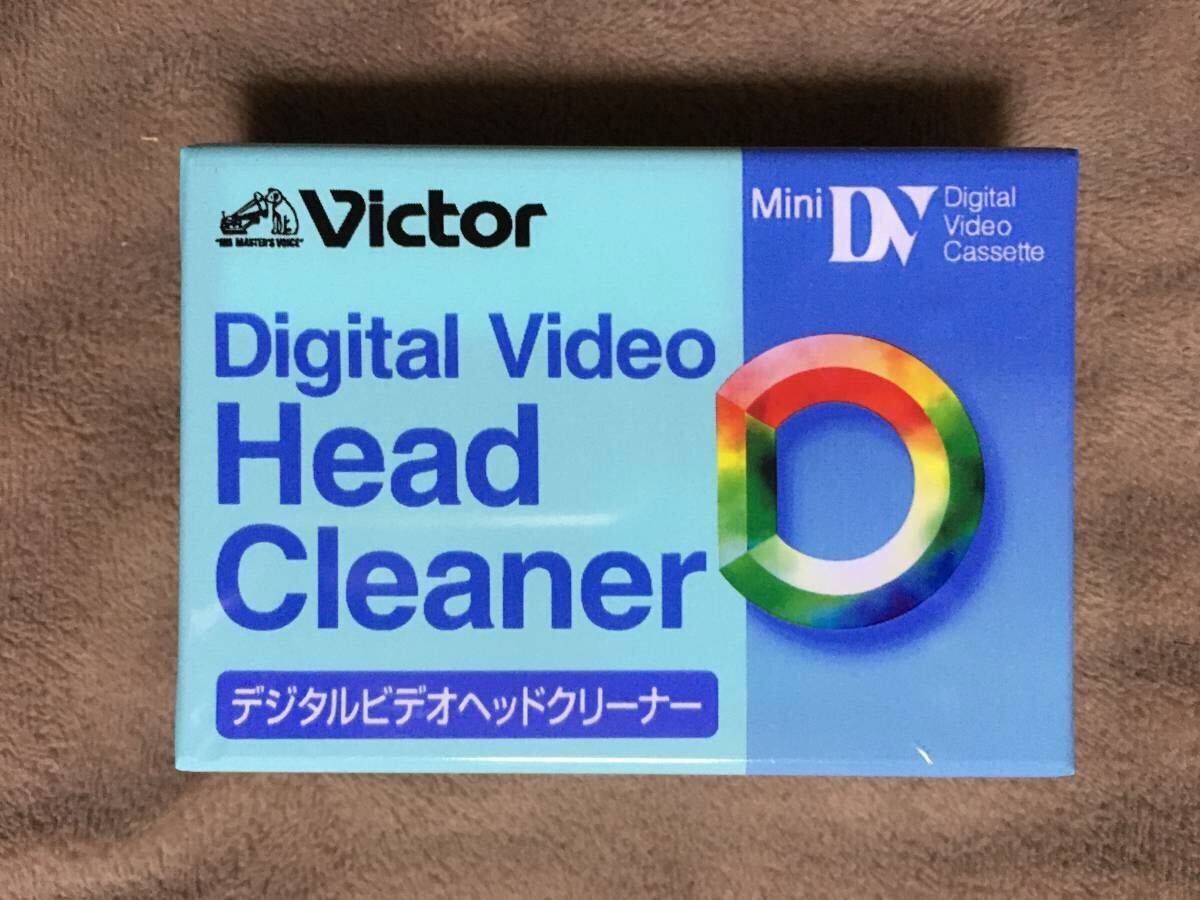 Victor
"HIS MASTER'S VOICE"
Mini DV Digital
Video
Cassette
Digital Video
Head
Cleaner
デジタルビデオヘッドクリーナー